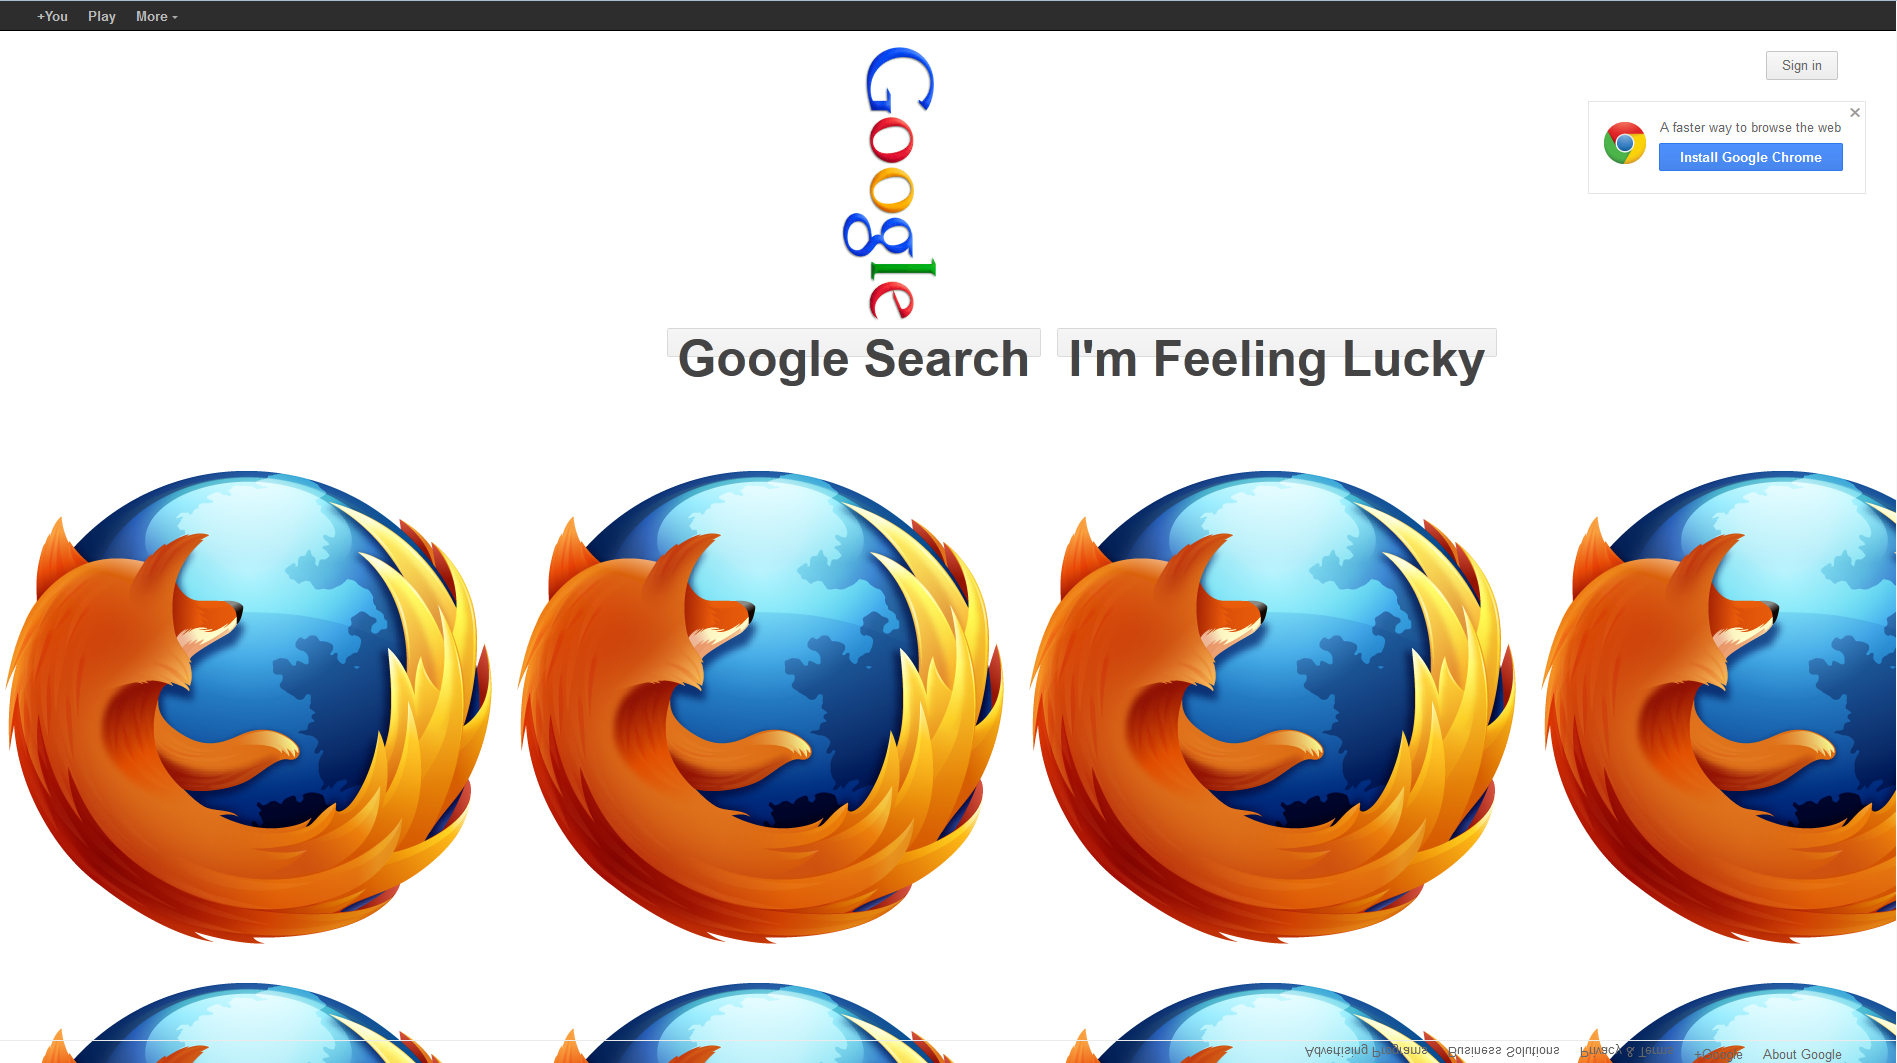 +You Play More
Google
Sign in
A faster way to browse the web
Install Google Chrome
Google Search I'm Feeling Lucky
Advertising Programs Business Solutions Privacy & Terms +Google About Google